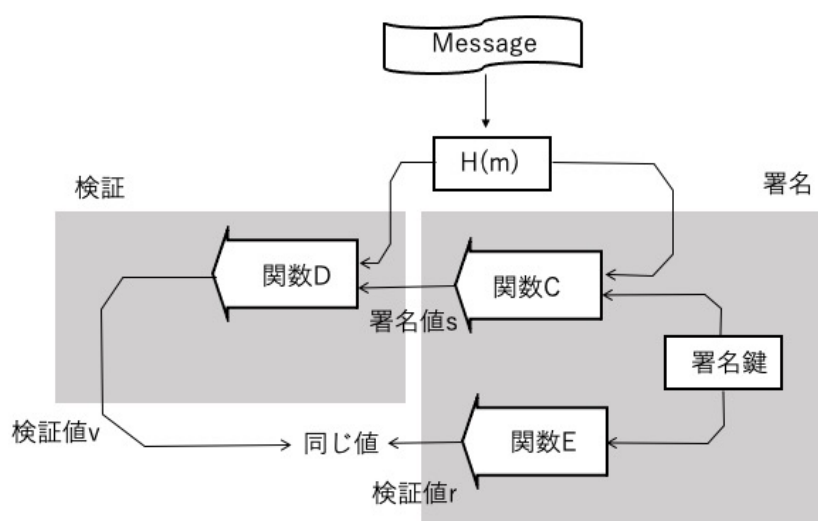 Message
H(m)
検証
署名
関数D
関数C
署名値s
署名鍵
検証値v
同じ値
関数E
検証値r